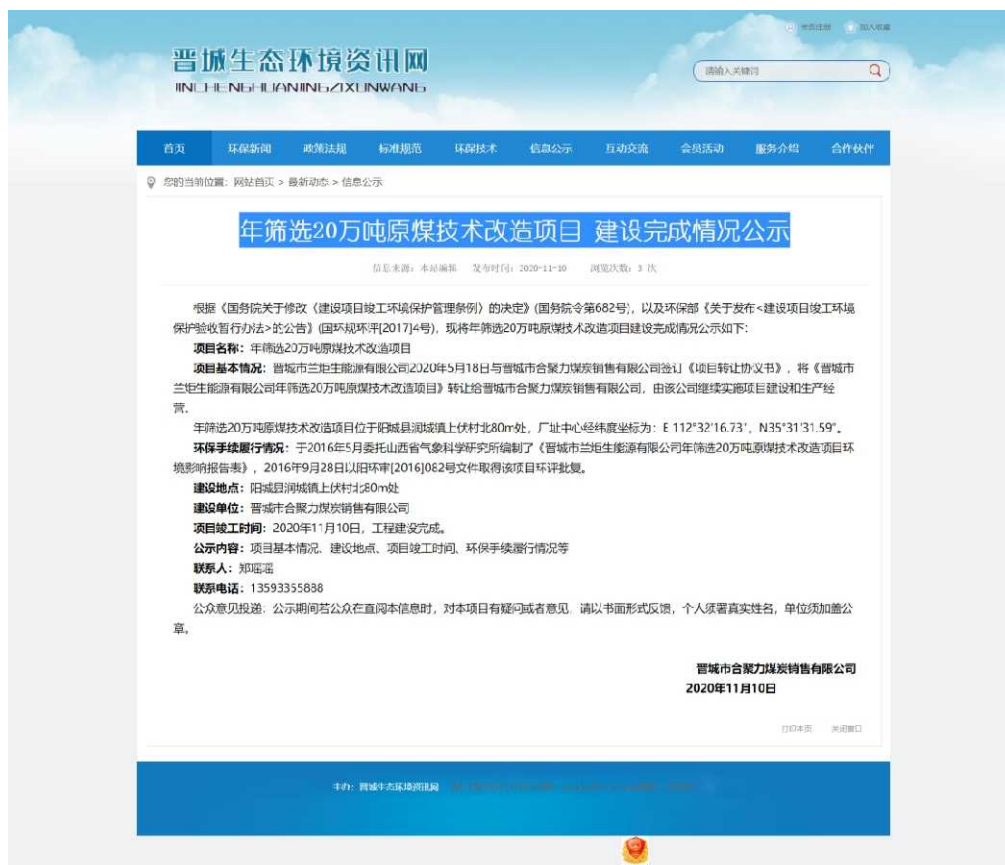 晋城生态环境资讯网
请输入关键词
加入收藏
首页 环保新闻 政策法规 标准规范 环保技术 信息公示 互动交流 会员活动 服务介绍 合作伙伴
您的当前位置：网站首页 > 最新动态 > 信息公示
年筛选20万吨原煤技术改造项目 建设完成情况公示
信息来源：本站编辑 发布时间：2020-11-10 浏览次数：3 次
根据《国务院关于修改〈建设项目竣工环境保护管理条例〉的决定》(国务院令第682号)，以及环保部《关于发布<建设项目竣工环境
保护验收暂行办法>的公告》(国环规环评[2017]4号)，现将年筛选20万吨原煤技术改造项目建设完成情况公示如下：
项目名称：年筛选20万吨原煤技术改造项目
项目基本情况：晋城市兰炬生能源有限公司2020年5月18日与晋城市合聚力煤炭销售有限公司签订《项目转让协议书》，将《晋城市
兰炬生能源有限公司年筛选20万吨原煤技术改造项目》转让给晋城市合聚力煤炭销售有限公司，由该公司继续实施项目建设和生产经
营。
年筛选20万吨原煤技术改造项目位于阳城县润城镇上伏村北80m处，厂址中心经纬度坐标为：E 112°32'16.73"，N35°31'31.59"。
环保手续履行情况：于2016年5月委托山西省气象科学研究所编制了《晋城市兰炬生能源有限公司年筛选20万吨原煤技术改造项目环
境影响报告表》，2016年9月28日以阳环审[2016]082号文件取得该项目环评批复。
建设地点：阳城县润城镇上伏村北80m处
建设单位：晋城市合聚力煤炭销售有限公司
项目竣工时间：2020年11月10日，工程建设完成。
公示内容：项目基本情况、建设地点、项目竣工时间、环保手续履行情况等
联系人：郑瑶瑶
联系电话：13593355888
公众意见投递：公示期间若公众在查阅本信息时，对本项目有疑问或者意见，请以书面形式反馈，个人须署真实姓名，单位须加盖公
章。
晋城市合聚力煤炭销售有限公司
2020年11月10日
打印本页 关闭窗口
主办：晋城生态环境资讯网